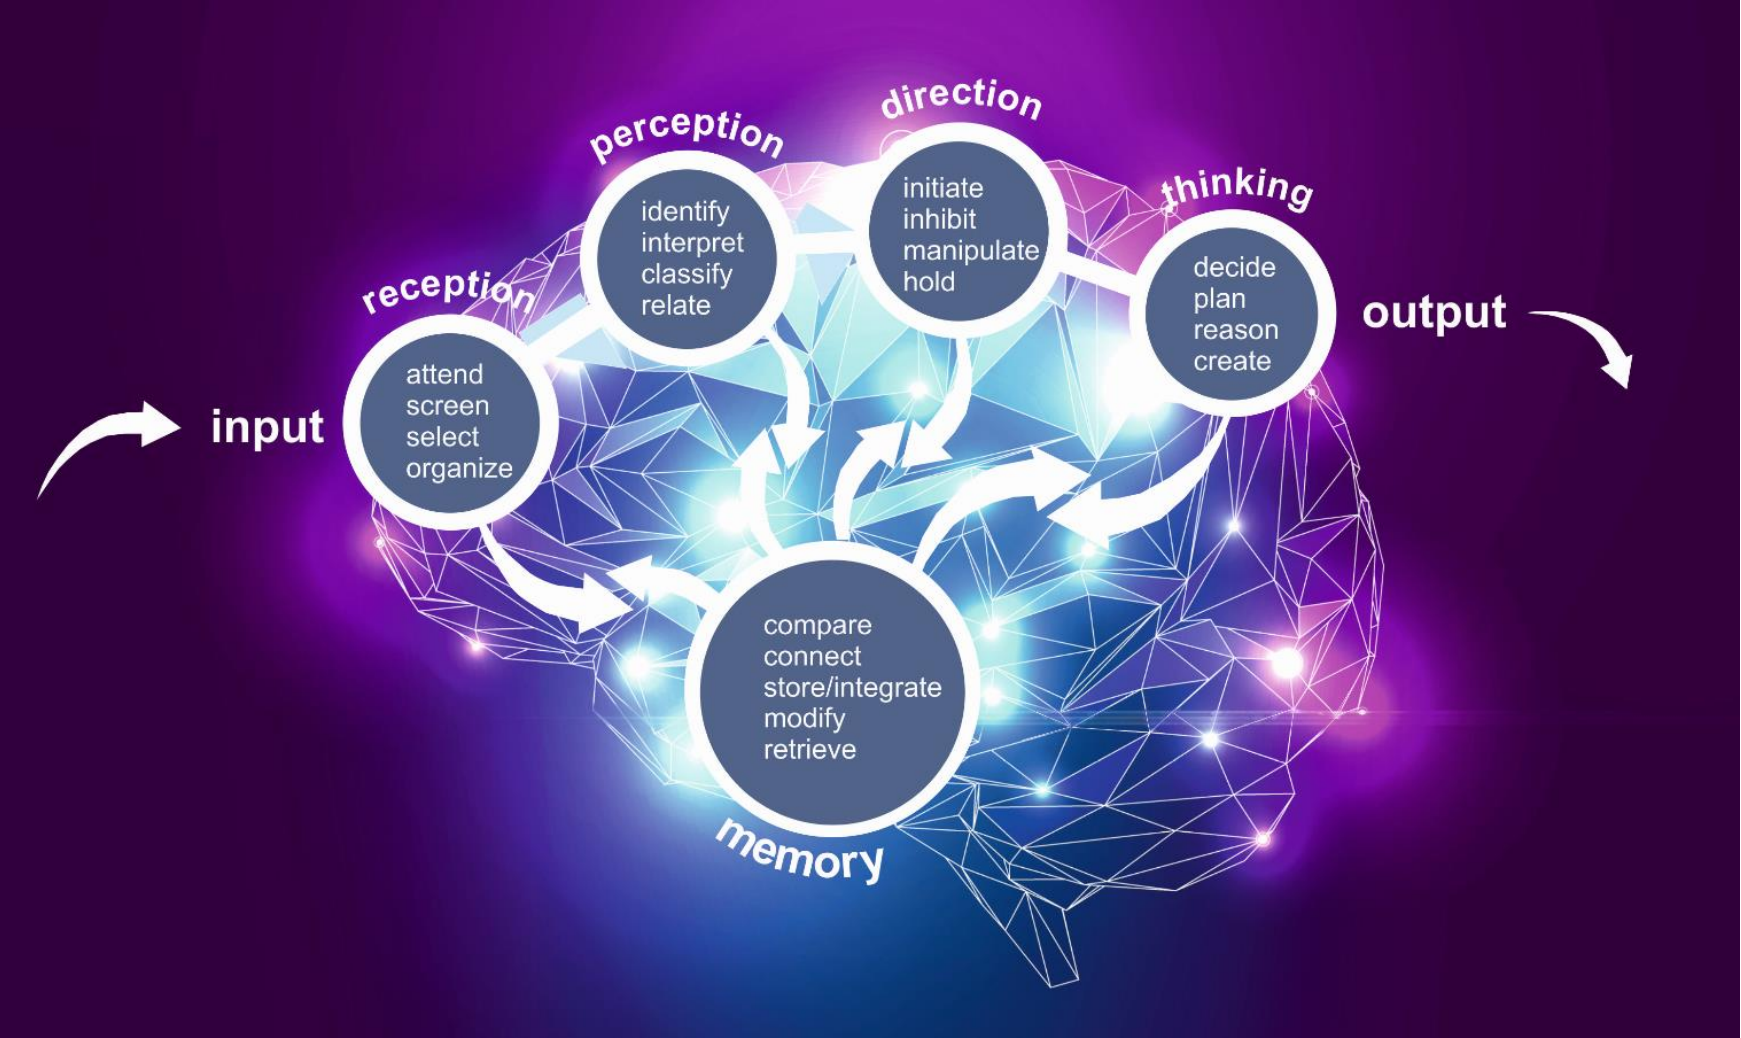 input
reception
attend
screen
select
organize
perception
identify
interpret
classify
relate
direction
initiate
inhibit
manipulate
hold
thinking
decide
plan
reason
create
output
compare
connect
store/integrate
modify
retrieve
memory